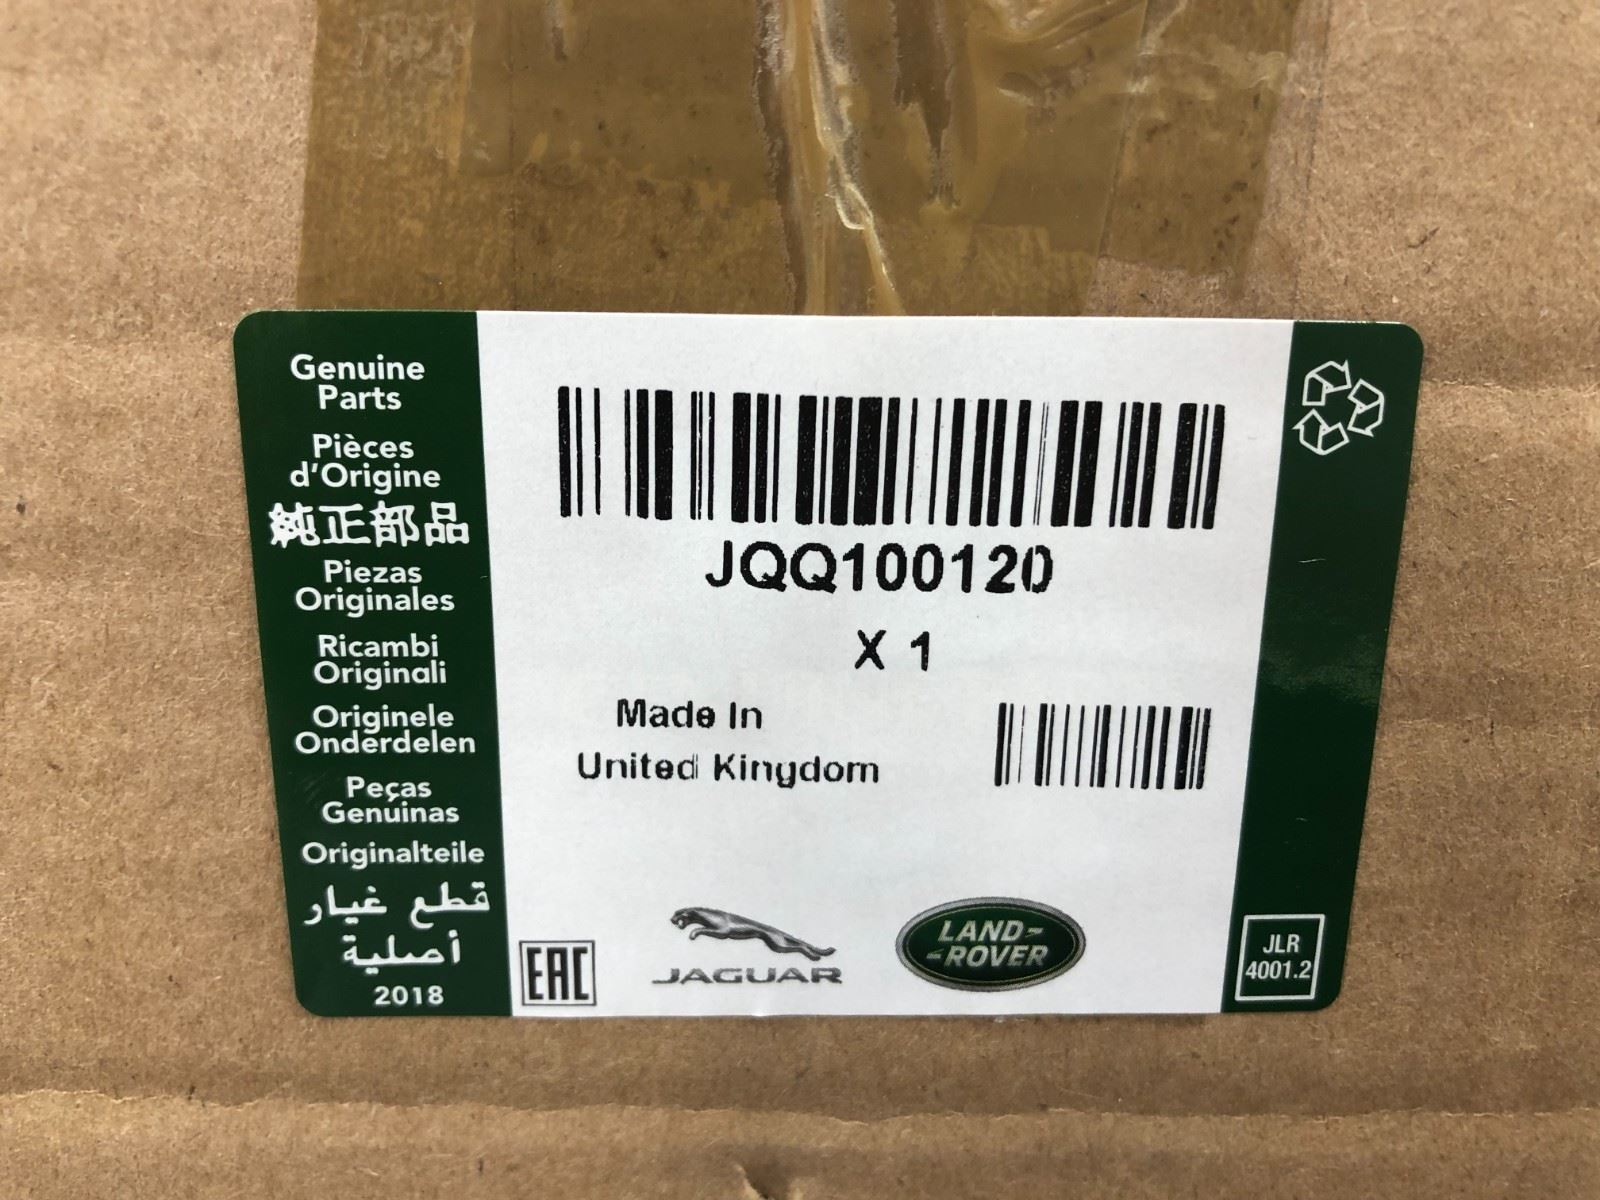 Genuine
Parts
Pièces
d'Origine
純正部品
Piezas
Originales
Ricambi
Originali
Originele
Onderdelen
Peças
Genuinas
Originalteile
قطع غيار
أصلية
2018
JQQ100120
X 1
Made In
United Kingdom
EAC
JAGUAR
LAND-
-ROVER
JLR
4001.2